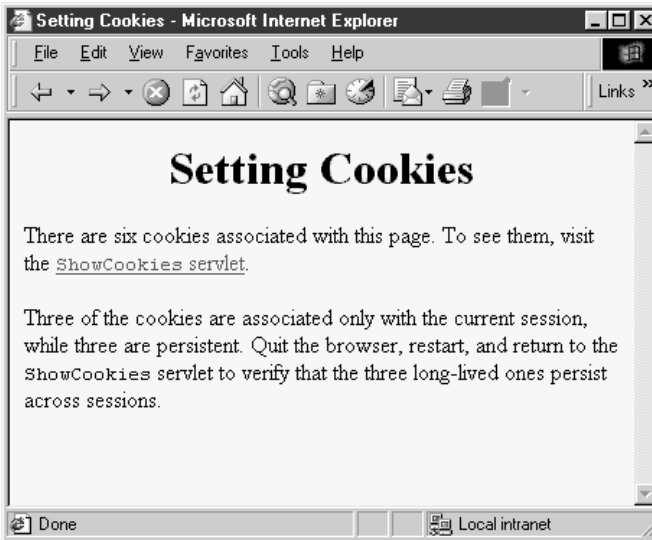 Setting Cookies - Microsoft Internet Explorer
File Edit View Favorites Tools Help
Links »
Setting Cookies
There are six cookies associated with this page. To see them, visit
the ShowCookies servlet.
Three of the cookies are associated only with the current session,
while three are persistent. Quit the browser, restart, and return to the
ShowCookies servlet to verify that the three long-lived ones persist
across sessions.
Done Local intranet